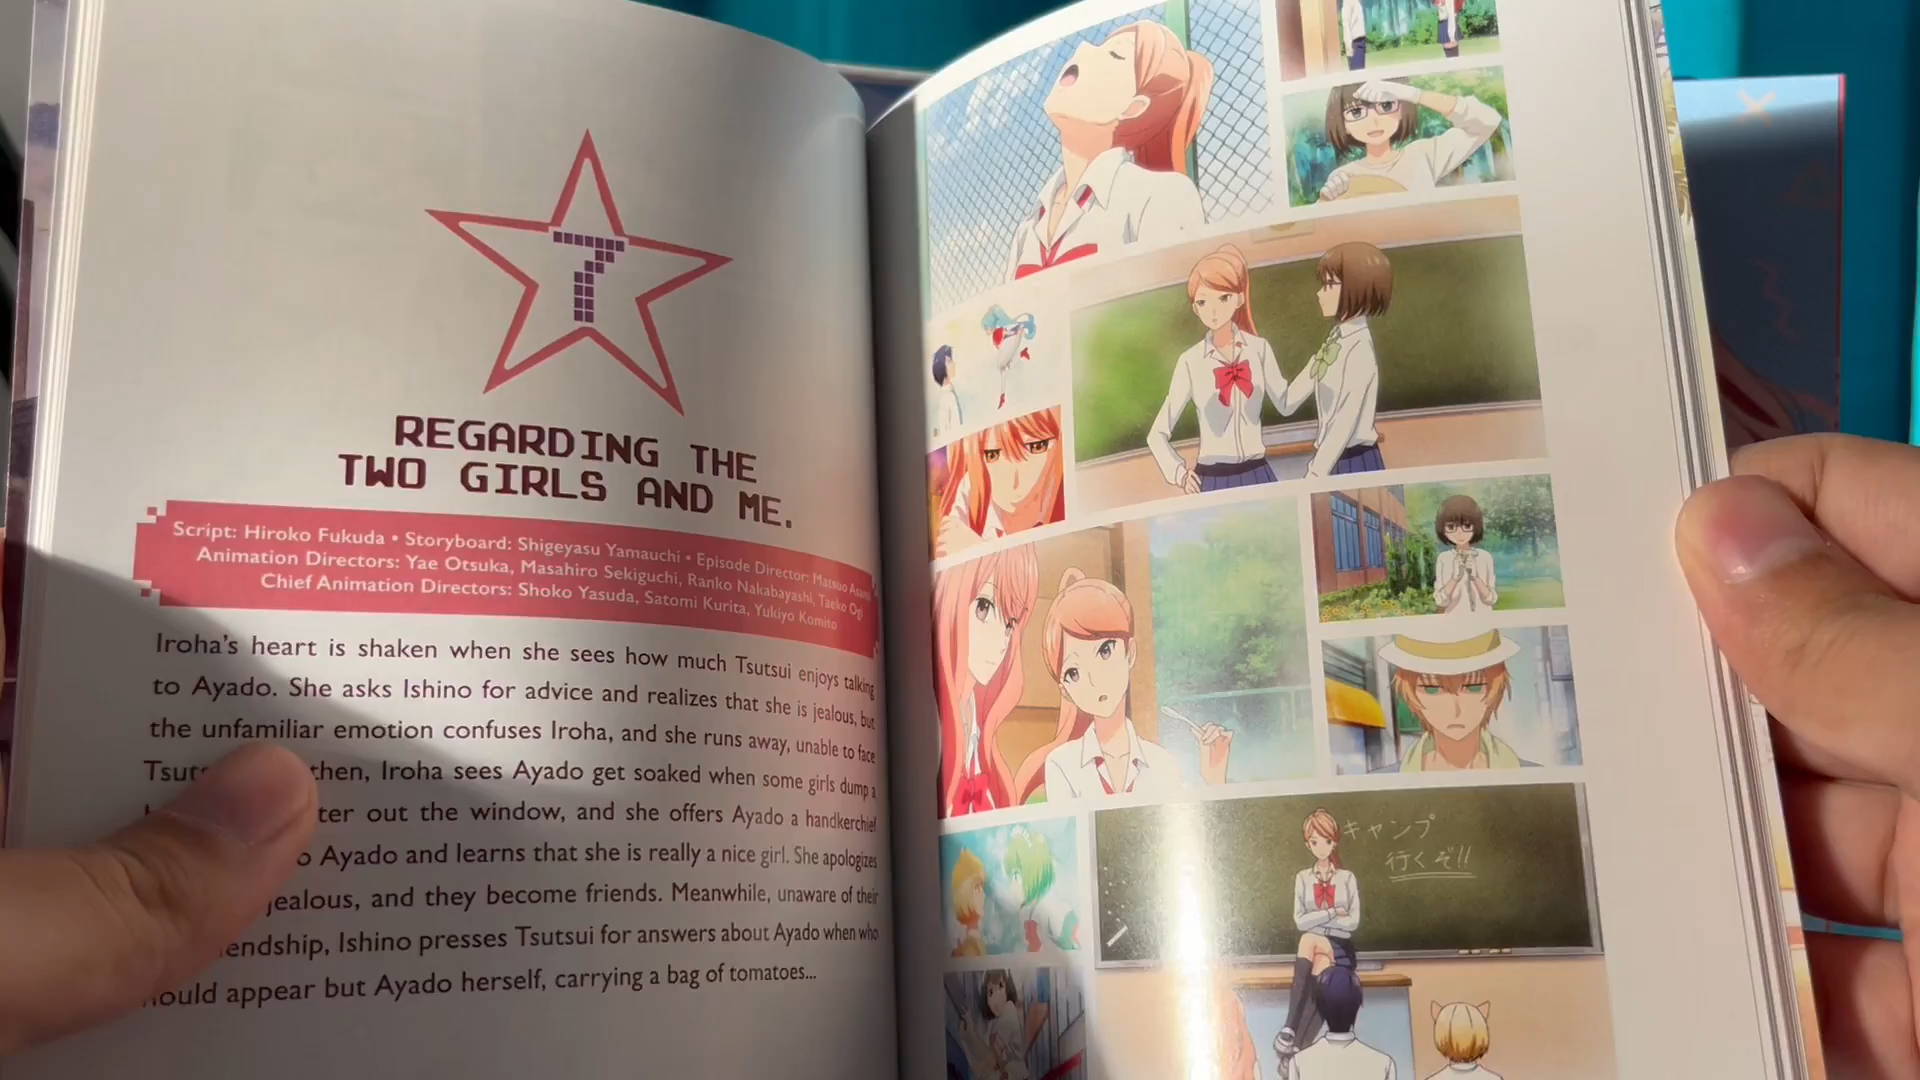 7
REGARDING THE
TWO GIRLS AND ME.
Script: Hiroko Fukuda • Storyboard: Shigeyasu Yamauchi • Episode Director: Matsuo Asami
Animation Directors: Yae Otsuka, Masahiro Sekiguchi, Ranko Nakabayashi, Taeko Ogi
Chief Animation Directors: Shoko Yasuda, Satomi Kurita, Yukiyo Komito
Iroha's heart is shaken when she sees how much Tsutsui enjoys talking
to Ayado. She asks Ishino for advice and realizes that she is jealous, but
the unfamiliar emotion confuses Iroha, and she runs away, unable to face
then, Iroha sees Ayado get soaked when some girls dump a
out the window, and she offers Ayado a handkerchief
Ayado and learns that she is really a nice girl. She apologizes
jealous, and they become friends. Meanwhile, unaware of their
Ishino presses Tsutsui for answers about Ayado when who
appear but Ayado herself, carrying a bag of tomatoes...
キャンプ
行くぞ!!